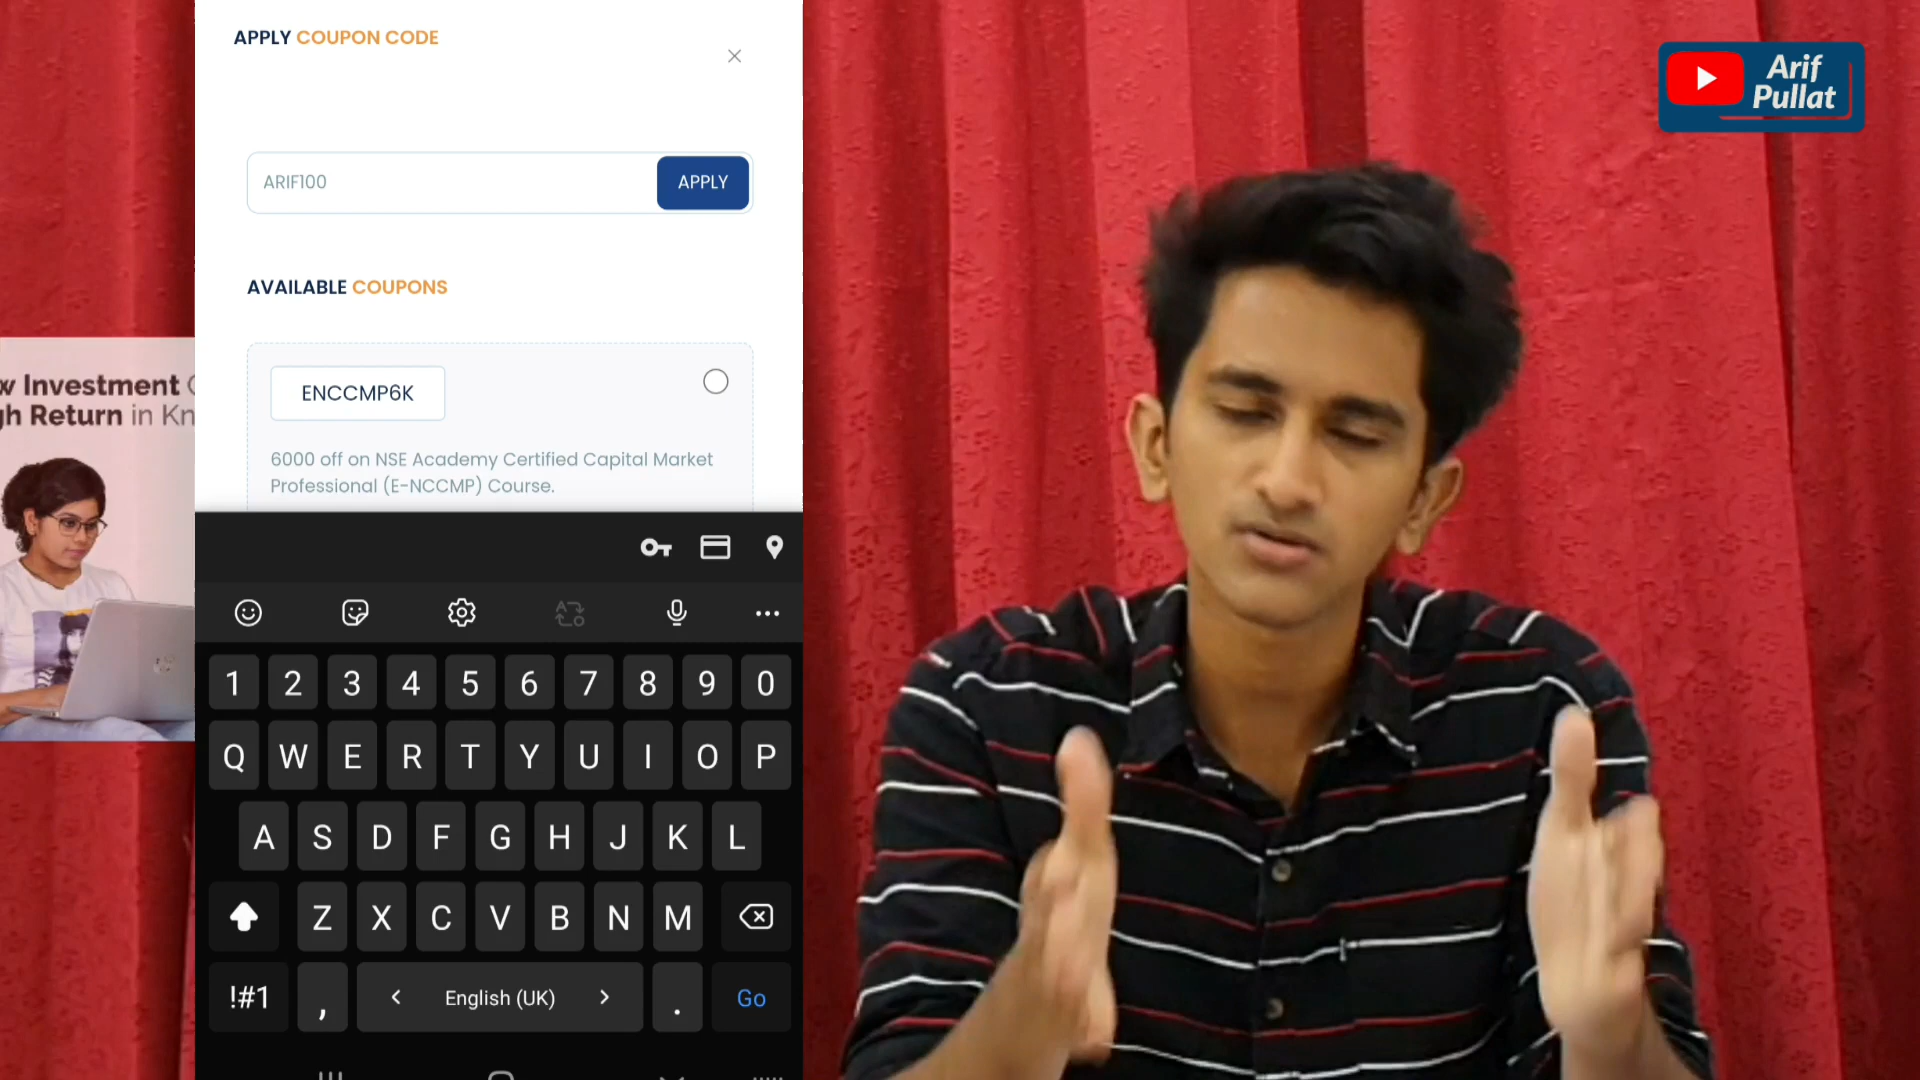 APPLY COUPON CODE
ARIF100
APPLY
AVAILABLE COUPONS
ENCCMP6K
6000 off on NSE Academy Certified Capital Market
Professional (E-NCCMP) Course.
Investment
Return in
1 2 3 4 5 6 7 8 9 0
Q W E R T Y U I O P
A S D F G H J K L
Z X C V B N M
!#1 , English (UK) . Go
Arif
Pullat